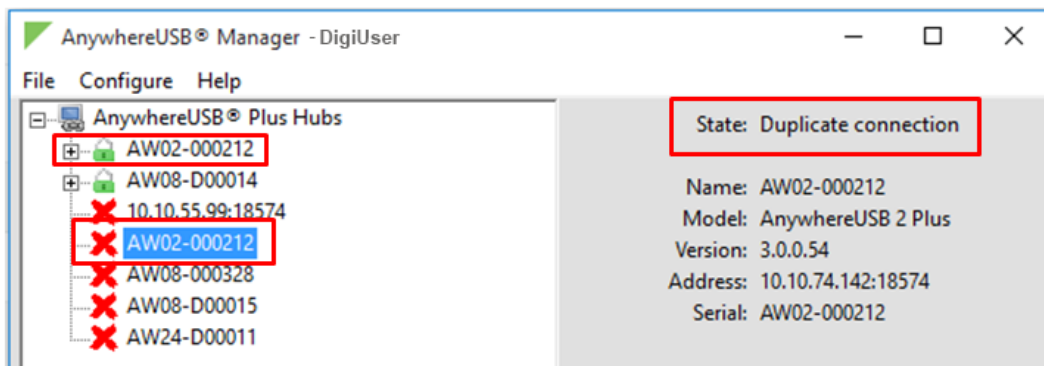 AnywhereUSB® Manager - DigiUser
File Configure Help
AnywhereUSB® Plus Hubs
AW02-000212
AW08-D00014
10.10.55.99:18574
AW02-000212
AW08-000328
AW08-D00015
AW24-D00011
State: Duplicate connection
Name: AW02-000212
Model: AnywhereUSB 2 Plus
Version: 3.0.0.54
Address: 10.10.74.142:18574
Serial: AW02-000212